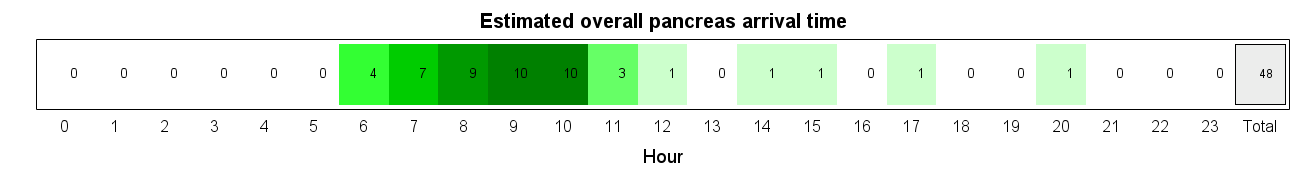 Estimated overall pancreas arrival time
0 0 0 0 0 0 4 7 9 10 10 3 1 0 1 1 0 1 0 0 1 0 0 0 48
0 1 2 3 4 5 6 7 8 9 10 11 12 13 14 15 16 17 18 19 20 21 22 23 Total
Hour